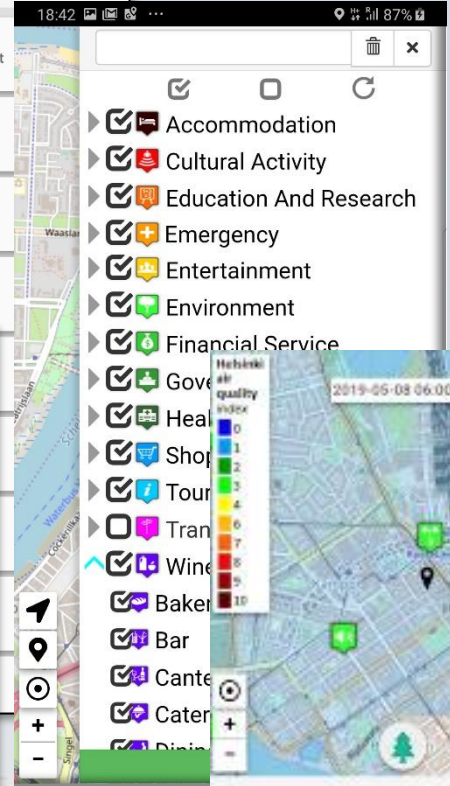 18:42
87%
Accommodation
Cultural Activity
Education And Research
Emergency
Entertainment
Environment
Financial Service
Gove
Heal
Shop
Tour
Tran
Wine
Baker
Bar
Cante
Cater
Dining
Waaslan
Singel
Helsinki
air
quality
index
0
1
2
3
4
5
6
7
8
9
10
2019-05-08 06:00
+
−
+
−